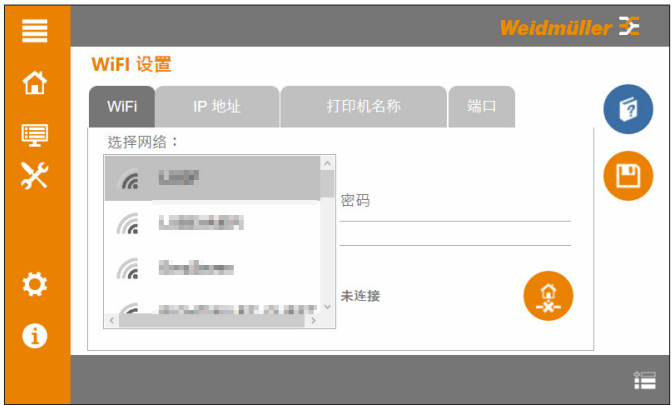 Weidmüller
WiFI 设置
WiFi
IP 地址
打印机名称
端口
选择网络：
密码
未连接